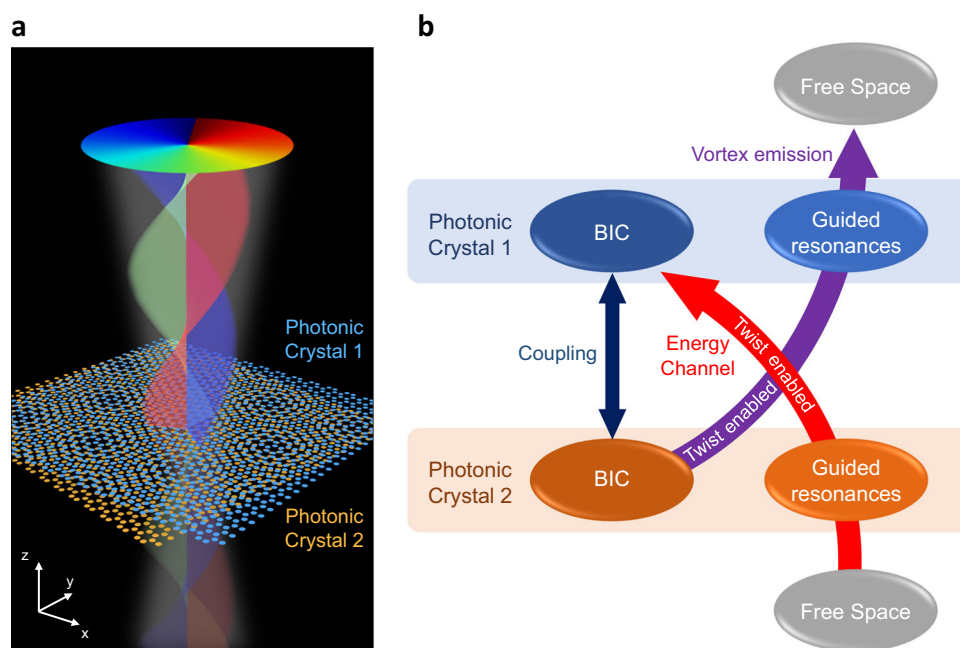 a
Photonic
Crystal 1
Photonic
Crystal 2
z
y
x
b
Free Space
Vortex emission
Photonic
Crystal 1
BIC
Guided
resonances
Coupling
Energy
Channel
Twist enabled
Twist enabled
Photonic
Crystal 2
BIC
Guided
resonances
Free Space